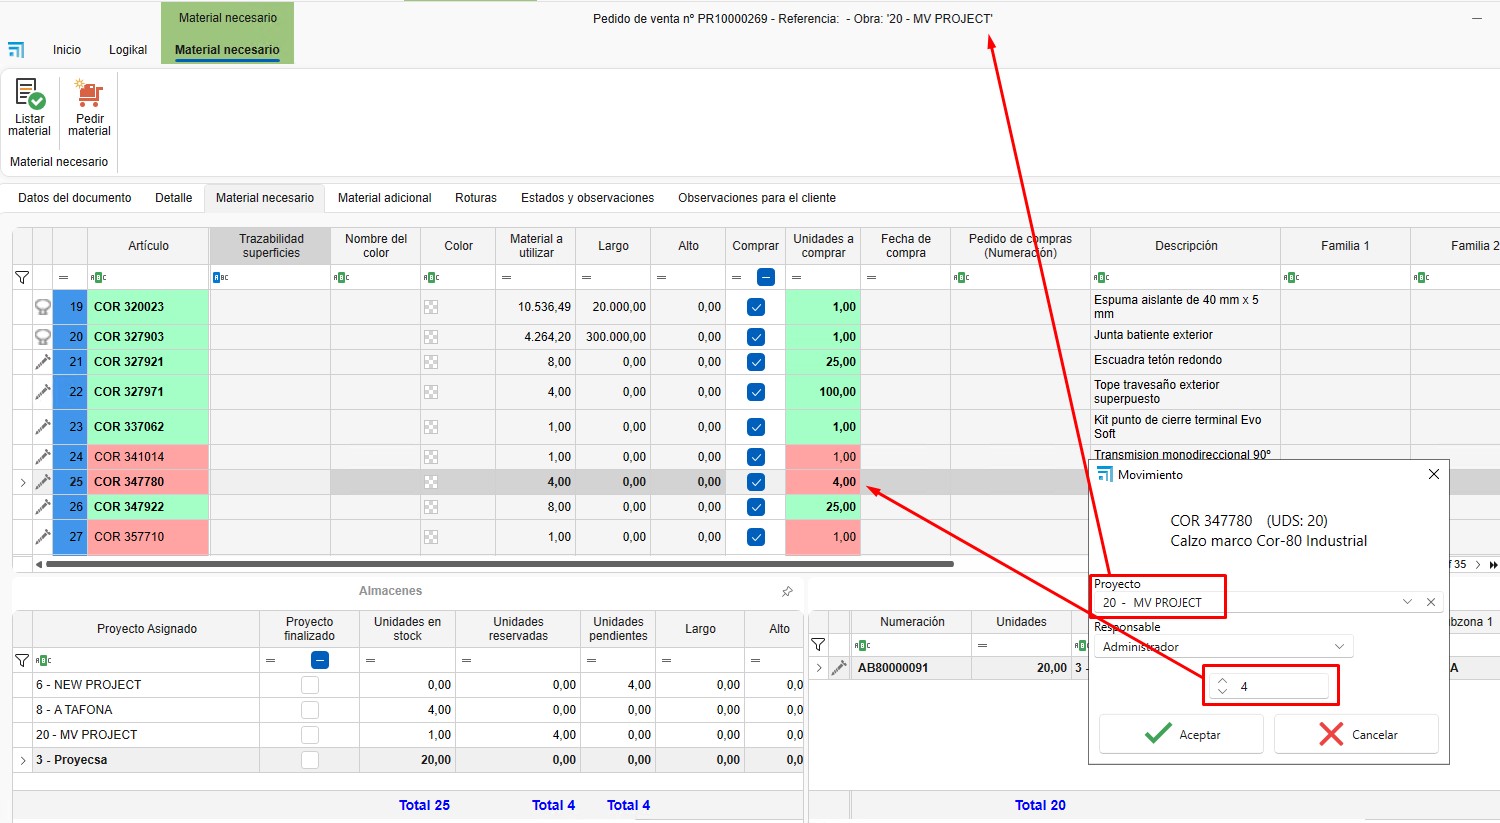 Material necesario
Pedido de venta nº PR10000269 - Referencia:  - Obra: '20 - MV PROJECT'
Inicio
Logikal
Material necesario
Listar material
Pedir material
Material necesario
Datos del documento
Detalle
Material necesario
Material adicional
Roturas
Estados y observaciones
Observaciones para el cliente
Artículo
Trazabilidad superficies
Nombre del color
Color
Material a utilizar
Largo
Alto
Comprar
Unidades a comprar
Fecha de compra
Pedido de compras (Numeración)
Descripción
Familia 1
Familia 2
19 COR 320023 10.536,49 20.000,00 0,00 1,00 Espuma aislante de 40 mm x 5 mm
20 COR 327903 4.264,20 300.000,00 0,00 1,00 Junta batiente exterior
21 COR 327921 8,00 0,00 0,00 25,00 Escuadra tetón redondo
22 COR 327971 4,00 0,00 0,00 100,00 Tope travesaño exterior superpuesto
23 COR 337062 1,00 0,00 0,00 1,00 Kit punto de cierre terminal Evo Soft
24 COR 341014 1,00 0,00 0,00 1,00 Transmision monodireccional 90º
25 COR 347780 4,00 0,00 0,00 4,00
26 COR 347922 8,00 0,00 0,00 25,00
27 COR 357710 1,00 0,00 0,00 1,00
f 35
Almacenes
Proyecto Asignado
Proyecto finalizado
Unidades en stock
Unidades reservadas
Unidades pendientes
Largo
Alto
6 - NEW PROJECT 0,00 0,00 4,00 0,00 0,0
8 - A TAFONA 4,00 0,00 0,00 0,00 0,0
20 - MV PROJECT 1,00 4,00 0,00 0,00 0,0
3 - Proyecsa 20,00 0,00 0,00 0,00 0,0
Total 25 Total 4 Total 4
Numeración
Unidades
bzona 1
AB80000091 20,00 3 - A
Total 20
Movimiento
COR 347780 (UDS: 20)
Calzo marco Cor-80 Industrial
Proyecto
20 - MV PROJECT
Responsable
Administrador
4
Aceptar
Cancelar